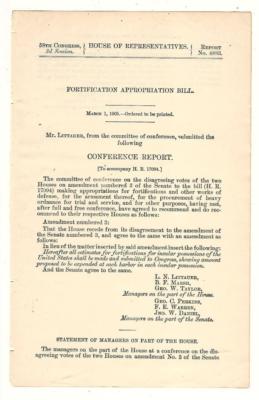 58TH CONGRESS,
3d Session.
HOUSE OF REPRESENTATIVES.
REPORT
FORTIFICATION APPROPRIATION BILL.
MARCH 1, 1905.—Ordered to be printed.
Mr. LITTAUER, from the committee of conference, submitted the
following
CONFERENCE REPORT.
[To accompany H. R. 17094.]
The committee of conference on the disagreeing votes of the two
Houses on amendment numbered 2 of the Senate to the bill (H. R.
17094) making appropriations for fortifications and other works of
defense, for the armament thereof, for the procurement of heavy
ordnance for trial and service, and for other purposes, having met,
after full and free conference, have agreed to recommend and do rec-
ommend to their respective Houses as follows:
Amendment numbered 2:
That the House recede from its disagreement to the amendment of
the Senate numbered 2, and agree to the same with an amendment as
follows:
In lieu of the matter inserted by said amendment insert the following:
Hereafter all estimates for fortifications for insular possessions of the
United States shall be made and submitted to Congress, showing amount
proposed to be expended at each harbor in each insular possession.
And the Senate agree to the same.
L. N. LITTAUER,
B. F. MARSH,
GEO. W. TAYLOR,
Managers on the part of the House.
GEO. C. PERKINS,
F. E. WARREN,
JNO. W. DANIEL,
Managers on the part of the Senate.
STATEMENT OF MANAGERS ON PART OF THE HOUSE.
The managers on the part of the House at a conference on the dis-
agreeing votes of the two Houses on amendment No. 2 of the Senate